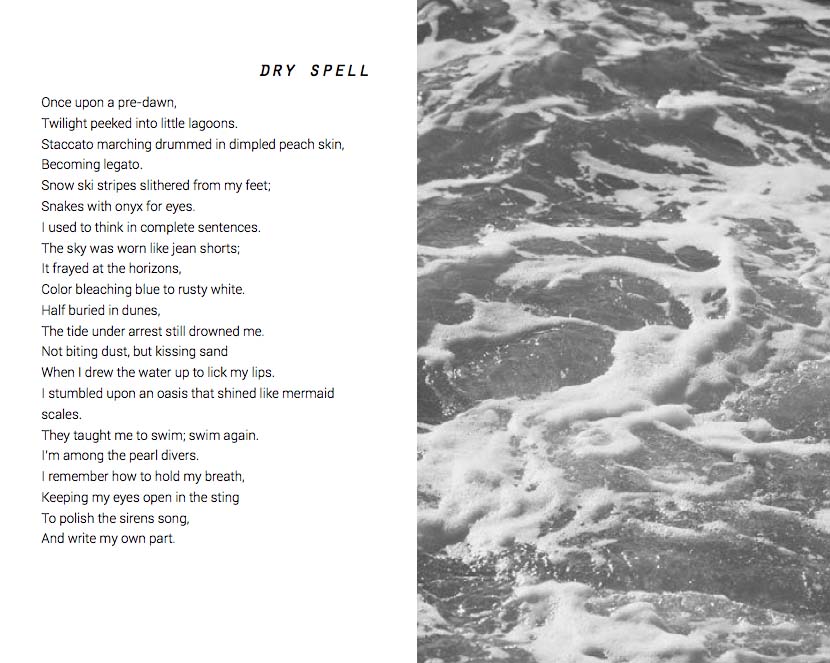 DRY SPELL
Once upon a pre-dawn,
Twilight peeked into little lagoons.
Staccato marching drummed in dimpled peach skin,
Becoming legato.
Snow ski stripes slithered from my feet;
Snakes with onyx for eyes.
I used to think in complete sentences.
The sky was worn like jean shorts;
It frayed at the horizons,
Color bleaching blue to rusty white.
Half buried in dunes,
The tide under arrest still drowned me.
Not biting dust, but kissing sand
When I drew the water up to lick my lips.
I stumbled upon an oasis that shined like mermaid
scales.
They taught me to swim; swim again.
I'm among the pearl divers.
I remember how to hold my breath,
Keeping my eyes open in the sting
To polish the sirens song,
And write my own part.